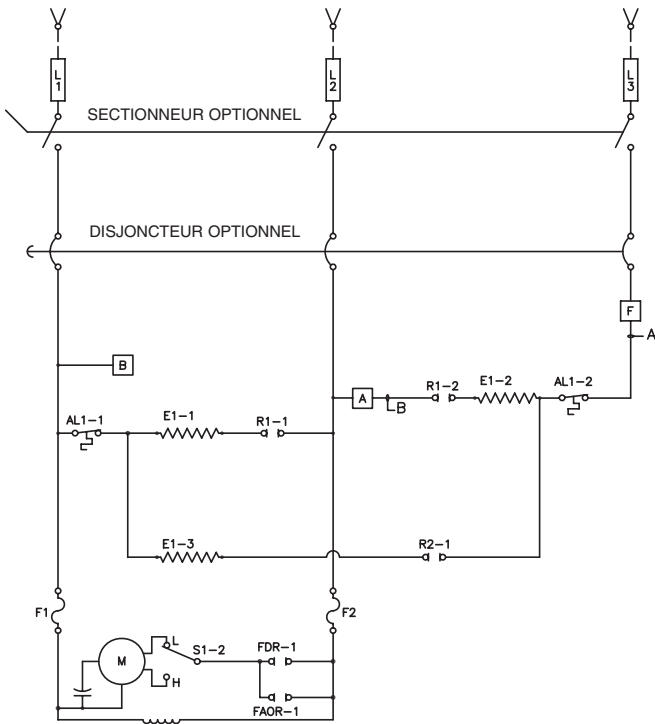 L1
L2
L3
SECTIONNEUR OPTIONNEL
DISJONCTEUR OPTIONNEL
F
A
B
A
B
R1-2
E1-2
AL1-2
AL1-1
E1-1
R1-1
E1-3
R2-1
F1
F2
M
L
S1-2
FDR-1
H
FAOR-1